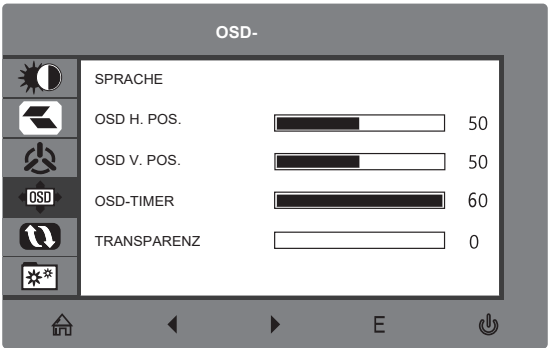 OSD-
SPRACHE
OSD H. POS. 50
OSD V. POS. 50
OSD
OSD-TIMER 60
TRANSPARENZ 0
E